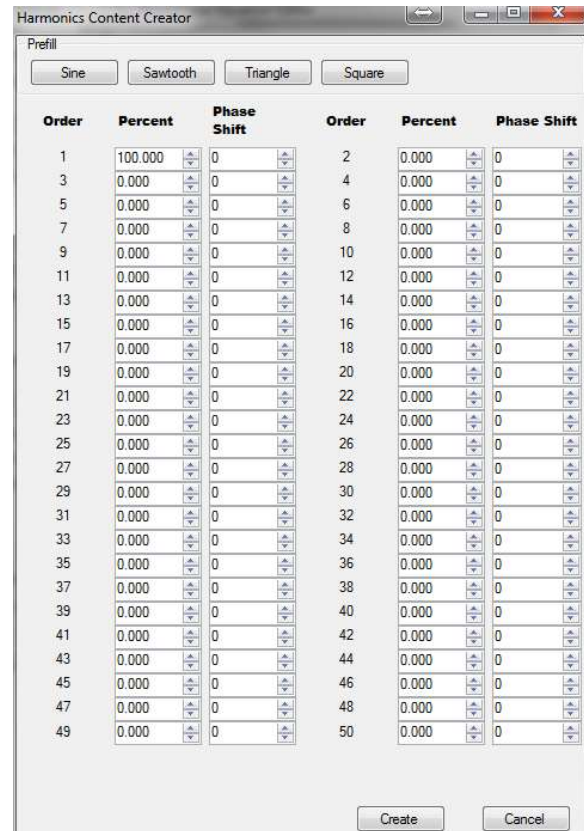 Harmonics Content Creator
Prefill
Sine Sawtooth Triangle Square
Order Percent Phase Shift Order Percent Phase Shift
1 100.000 0 2 0.000 0
3 0.000 0 4 0.000 0
5 0.000 0 6 0.000 0
7 0.000 0 8 0.000 0
9 0.000 0 10 0.000 0
11 0.000 0 12 0.000 0
13 0.000 0 14 0.000 0
15 0.000 0 16 0.000 0
17 0.000 0 18 0.000 0
19 0.000 0 20 0.000 0
21 0.000 0 22 0.000 0
23 0.000 0 24 0.000 0
25 0.000 0 26 0.000 0
27 0.000 0 28 0.000 0
29 0.000 0 30 0.000 0
31 0.000 0 32 0.000 0
33 0.000 0 34 0.000 0
35 0.000 0 36 0.000 0
37 0.000 0 38 0.000 0
39 0.000 0 40 0.000 0
41 0.000 0 42 0.000 0
43 0.000 0 44 0.000 0
45 0.000 0 46 0.000 0
47 0.000 0 48 0.000 0
49 0.000 0 50 0.000 0
Create Cancel